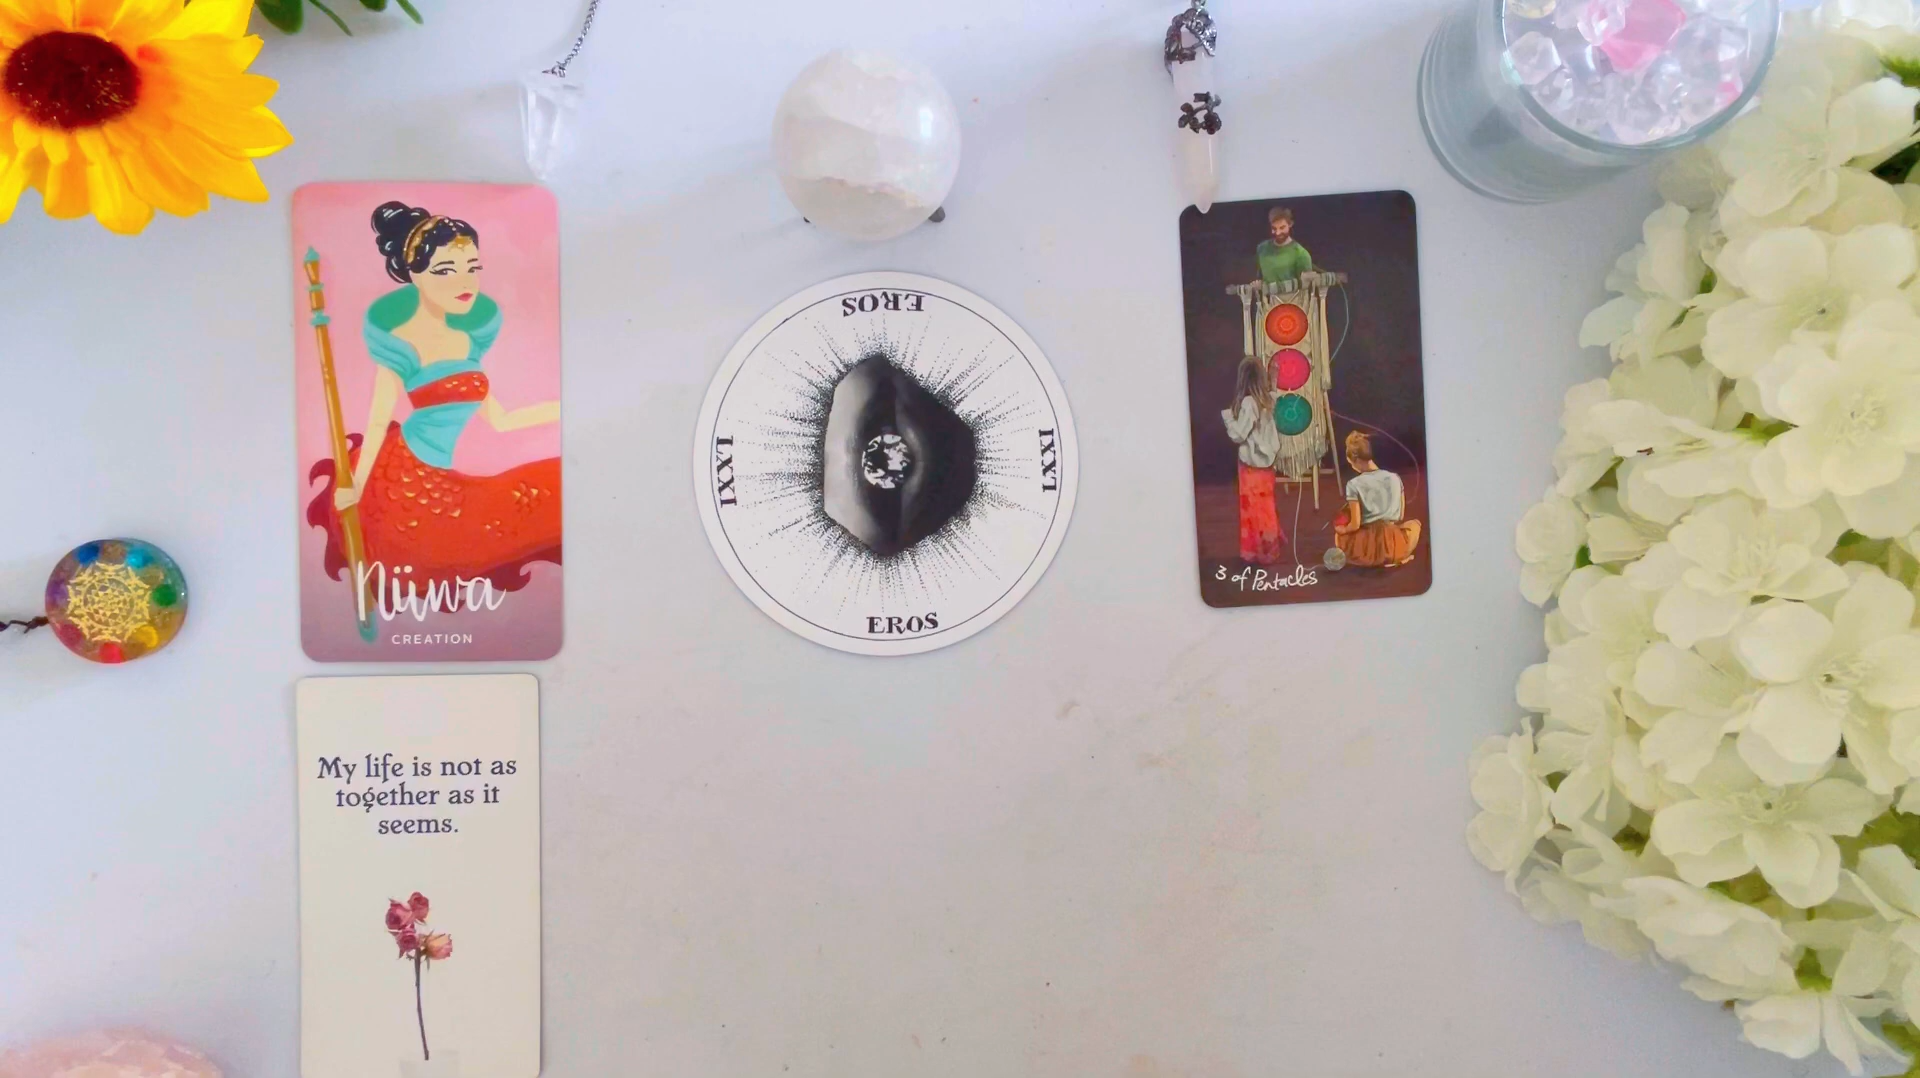 Nüwa
CREATION
My life is not as
together as it
seems.
EROS
LXXI
LXXI
EROS
3 of Pentacles